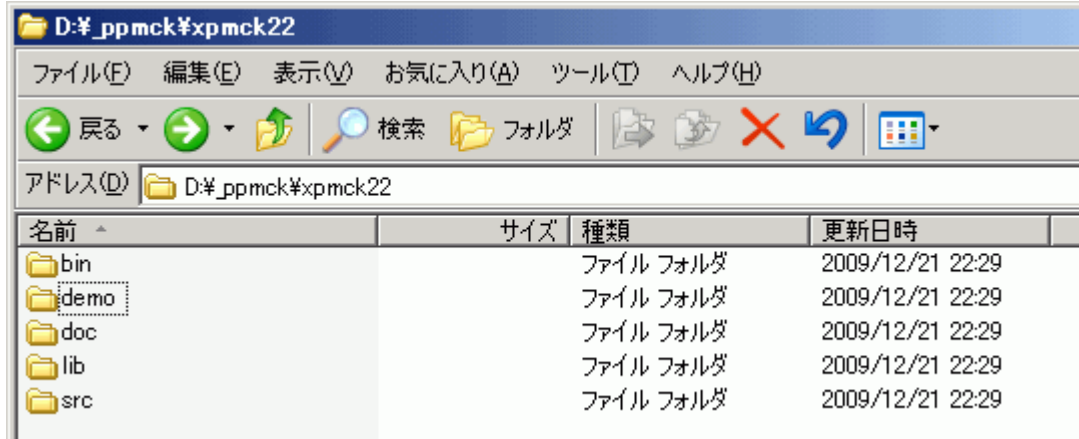 D:¥_ppmck¥xpmck22
ファイル(F) 編集(E) 表示(V) お気に入り(A) ツール(T) ヘルプ(H)
戻る 検索 フォルダ
アドレス(D) D:¥_ppmck¥xpmck22
名前 サイズ 種類 更新日時
bin ファイル フォルダ 2009/12/21 22:29
demo ファイル フォルダ 2009/12/21 22:29
doc ファイル フォルダ 2009/12/21 22:29
lib ファイル フォルダ 2009/12/21 22:29
src ファイル フォルダ 2009/12/21 22:29